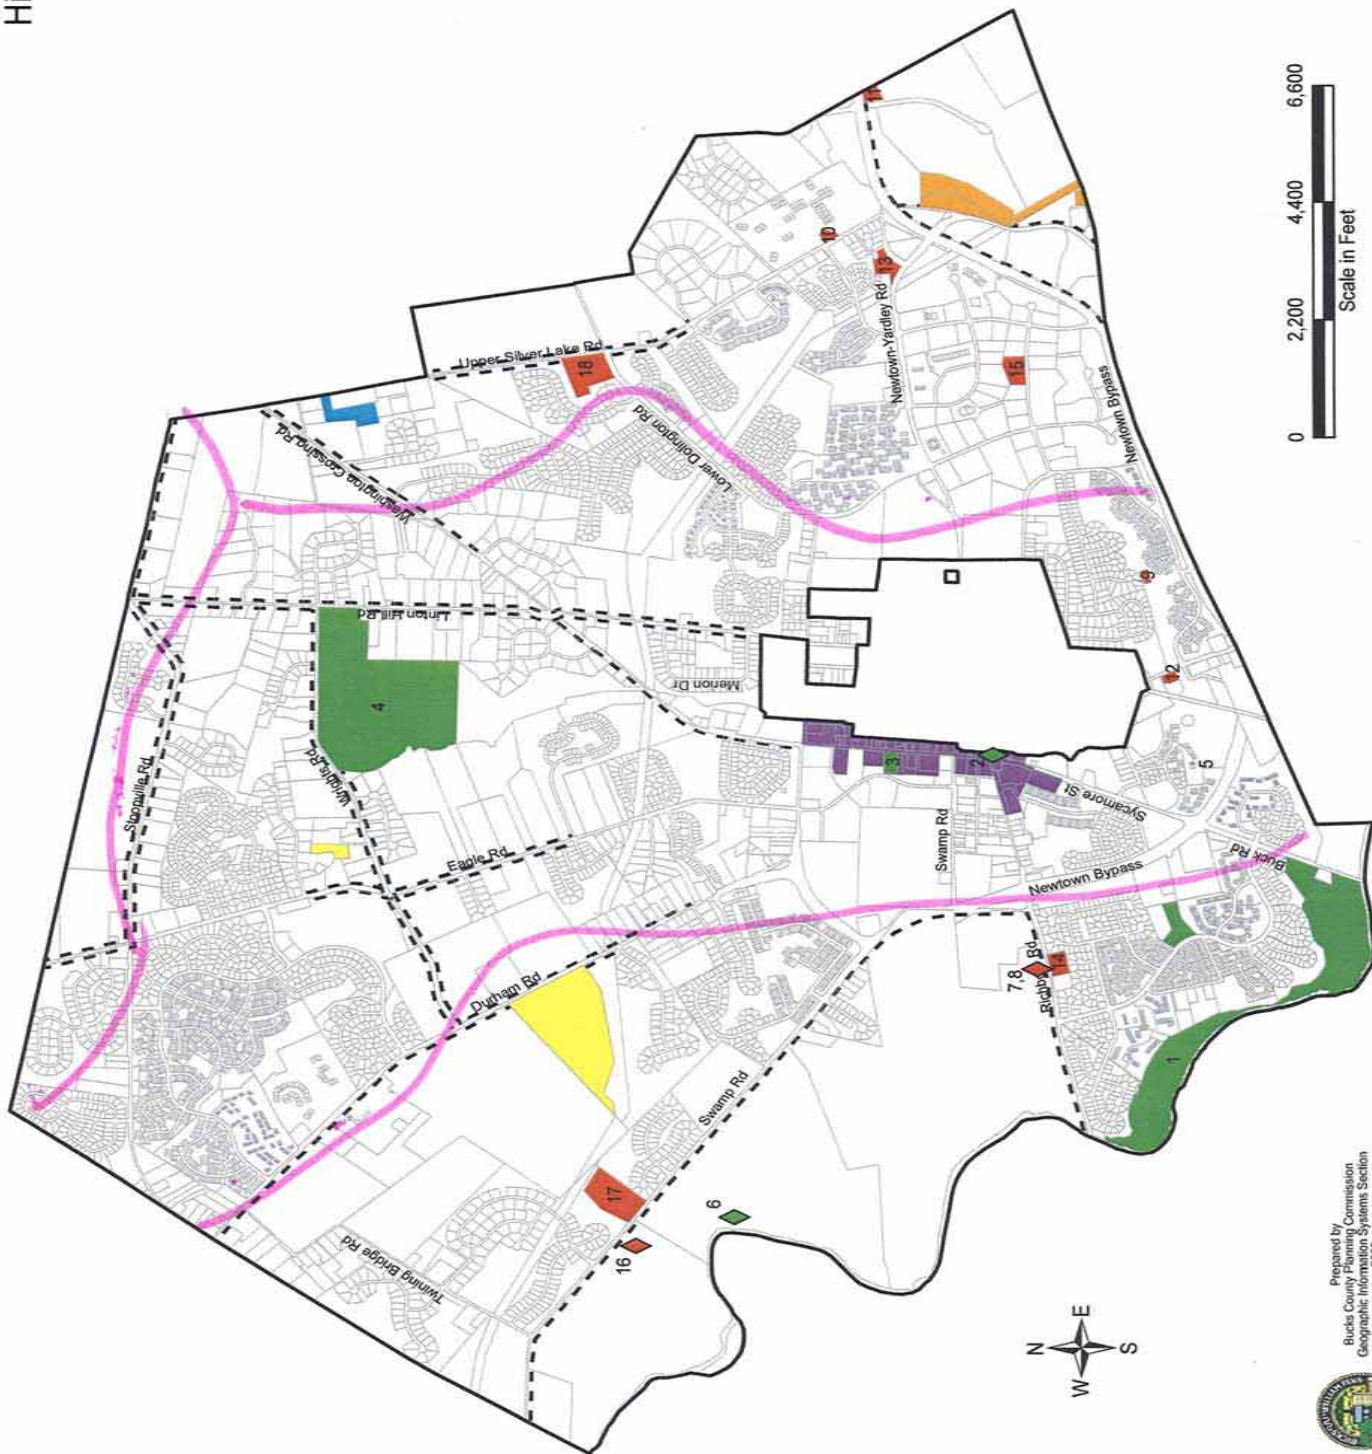 HI
Upper Silver Lake Rd
Washington Crossing Rd
Lower Dolington Rd
Newtown-Yardley Rd
Newtown Bypass
Linton Hill Rd
Merion Dr
Stoopville Rd
Wrights Rd
Eagle Rd
Durham Rd
Swamp Rd
Swamp Rd
Sycamore St
Newtown Bypass
Buck Rd
Twining Bridge Rd
Rd
11
10
13
18
15
9
12
4
3
2
5
7,8
14
1
17
16
6
0 2,200 4,400 6,600
Scale in Feet
N
W E
S
Prepared by
Bucks County Planning Commission
Geographic Information Systems Section